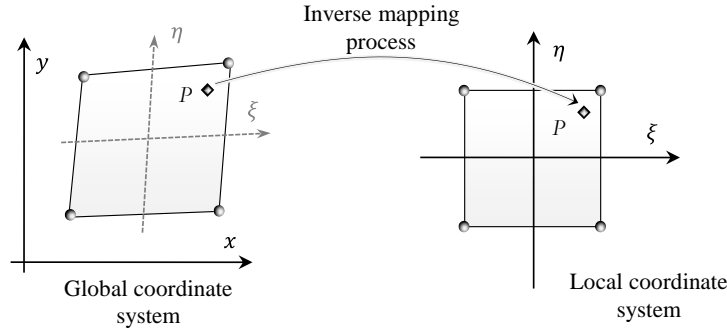 Inverse mapping
process
y
η
P
ξ
x
Global coordinate
system
η
P
ξ
Local coordinate
system